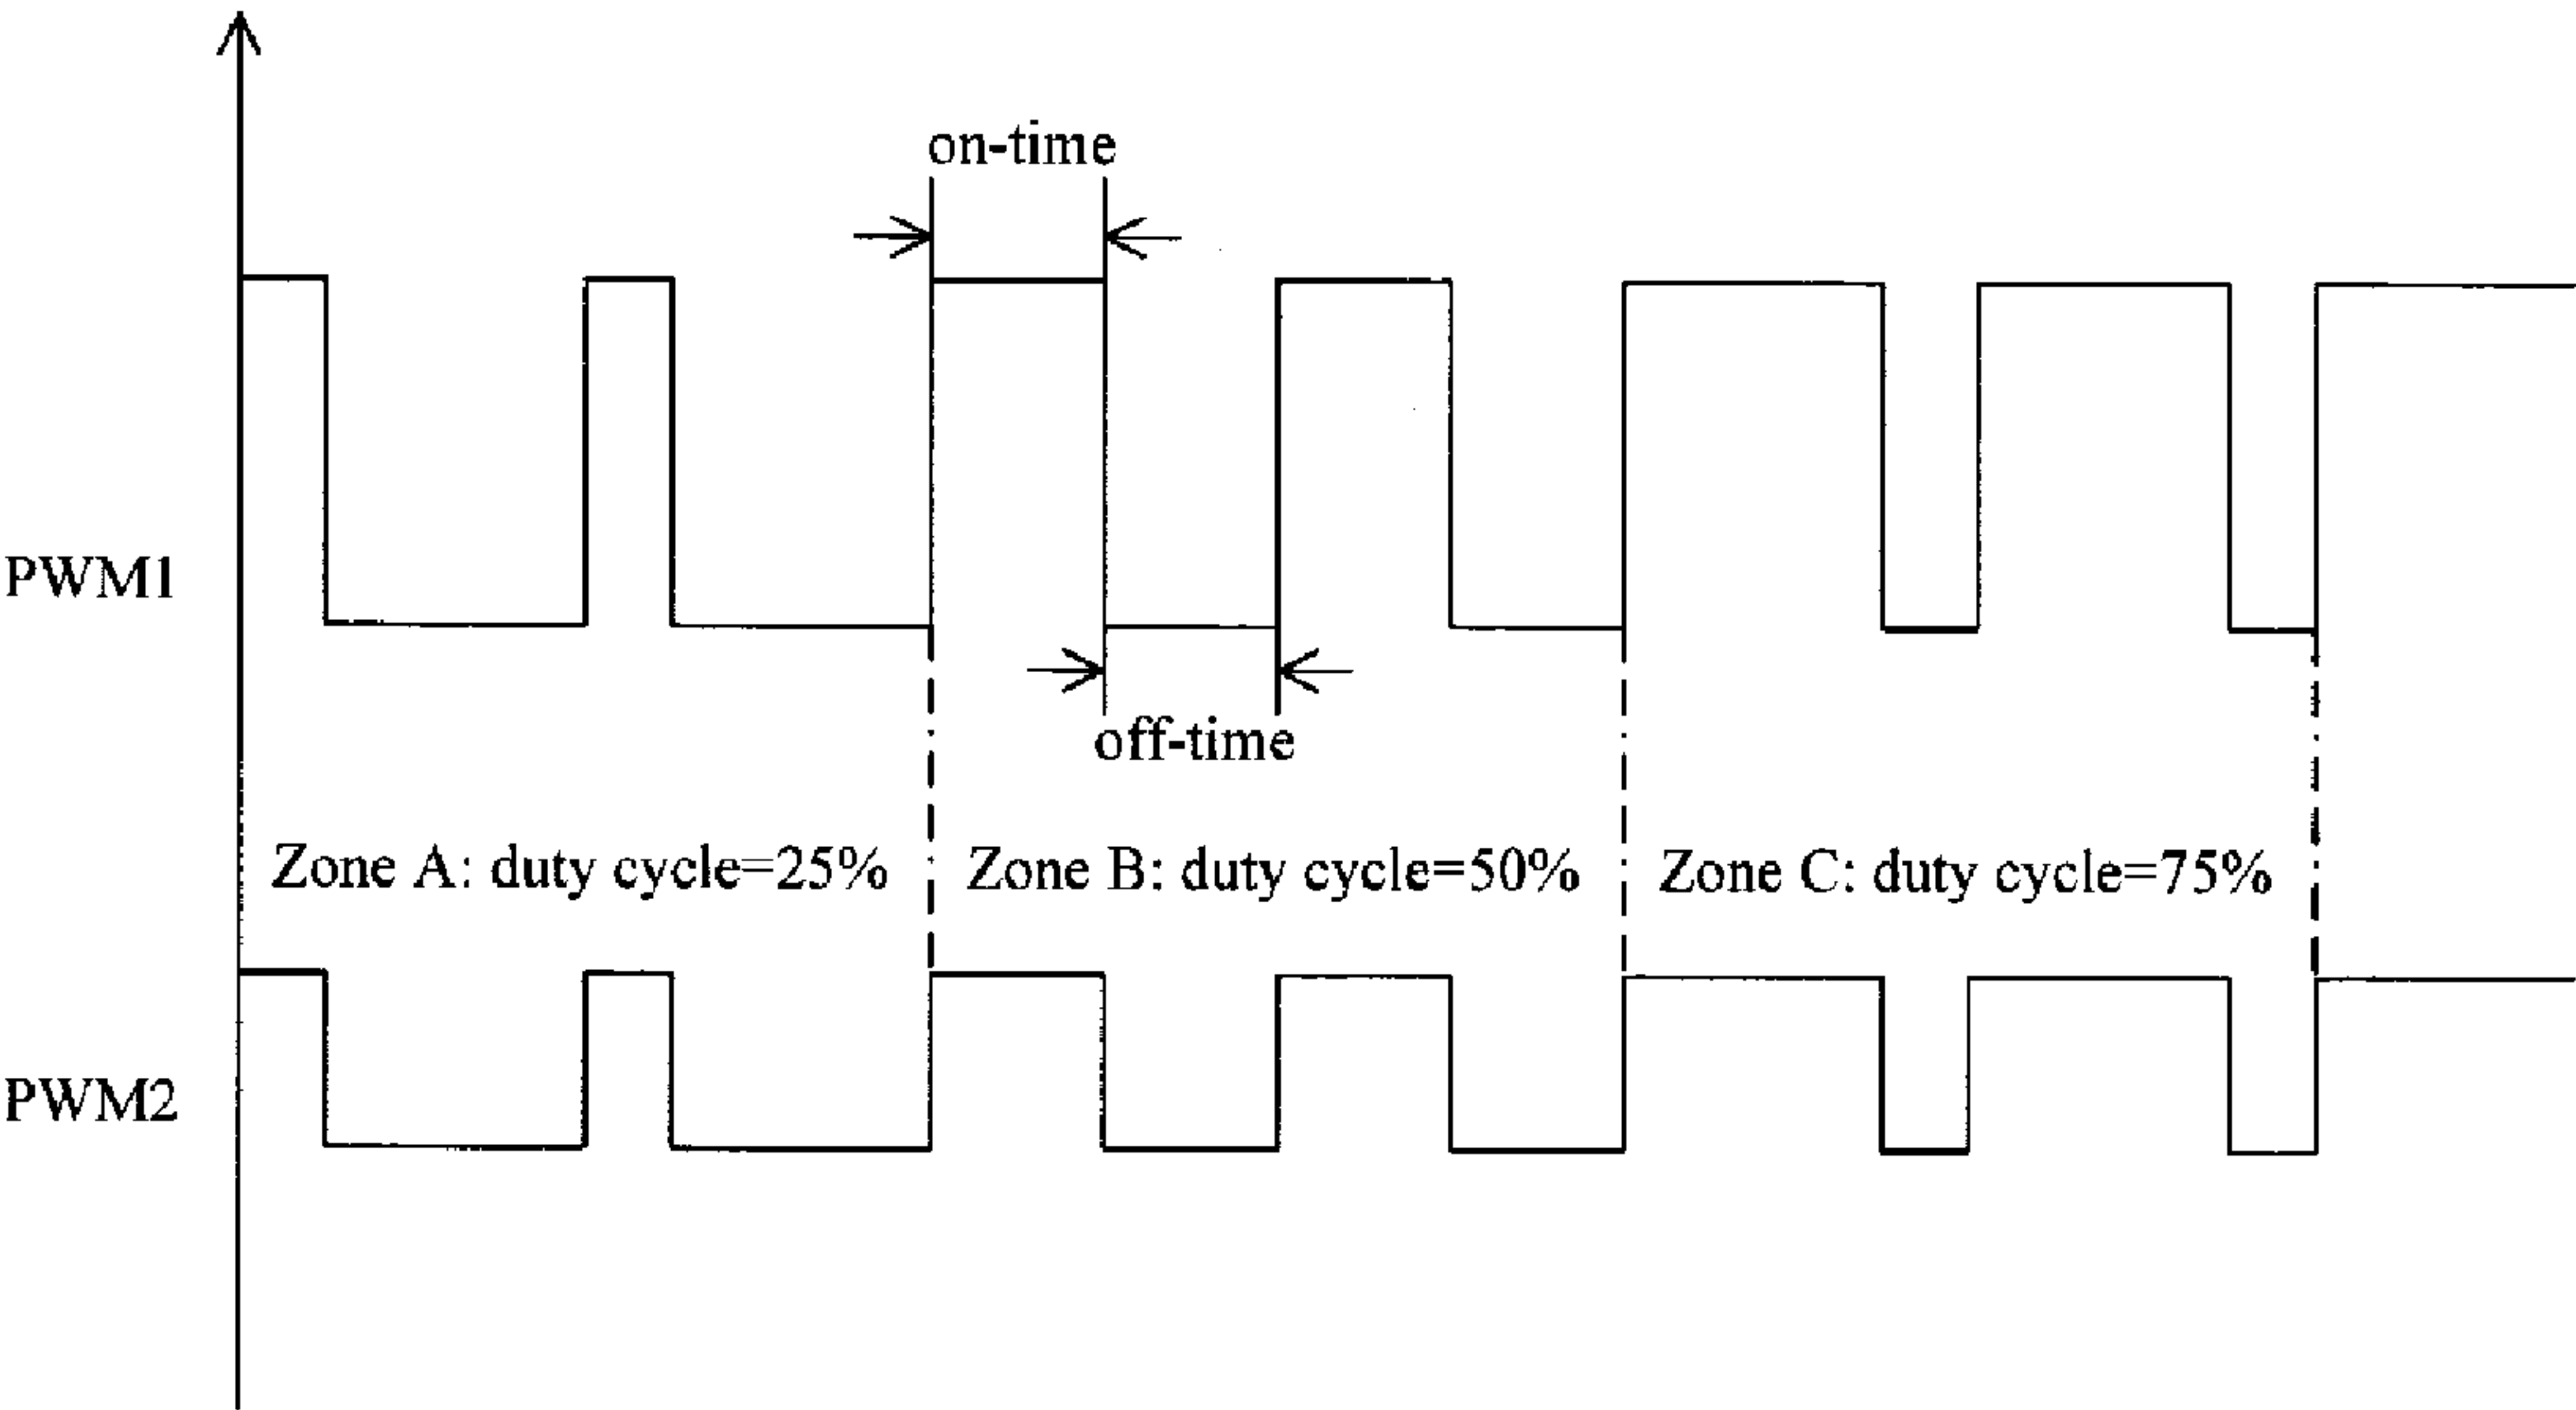 on-time
PWM1
off-time
Zone A: duty cycle=25%
Zone B: duty cycle=50%
Zone C: duty cycle=75%
PWM2